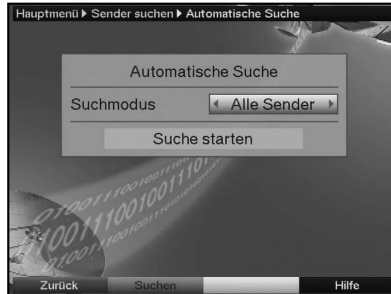 Hauptmenü ▶ Sender suchen ▶ Automatische Suche
Automatische Suche
Suchmodus ◀ Alle Sender ▶
Suche starten
Zurück Suchen Hilfe